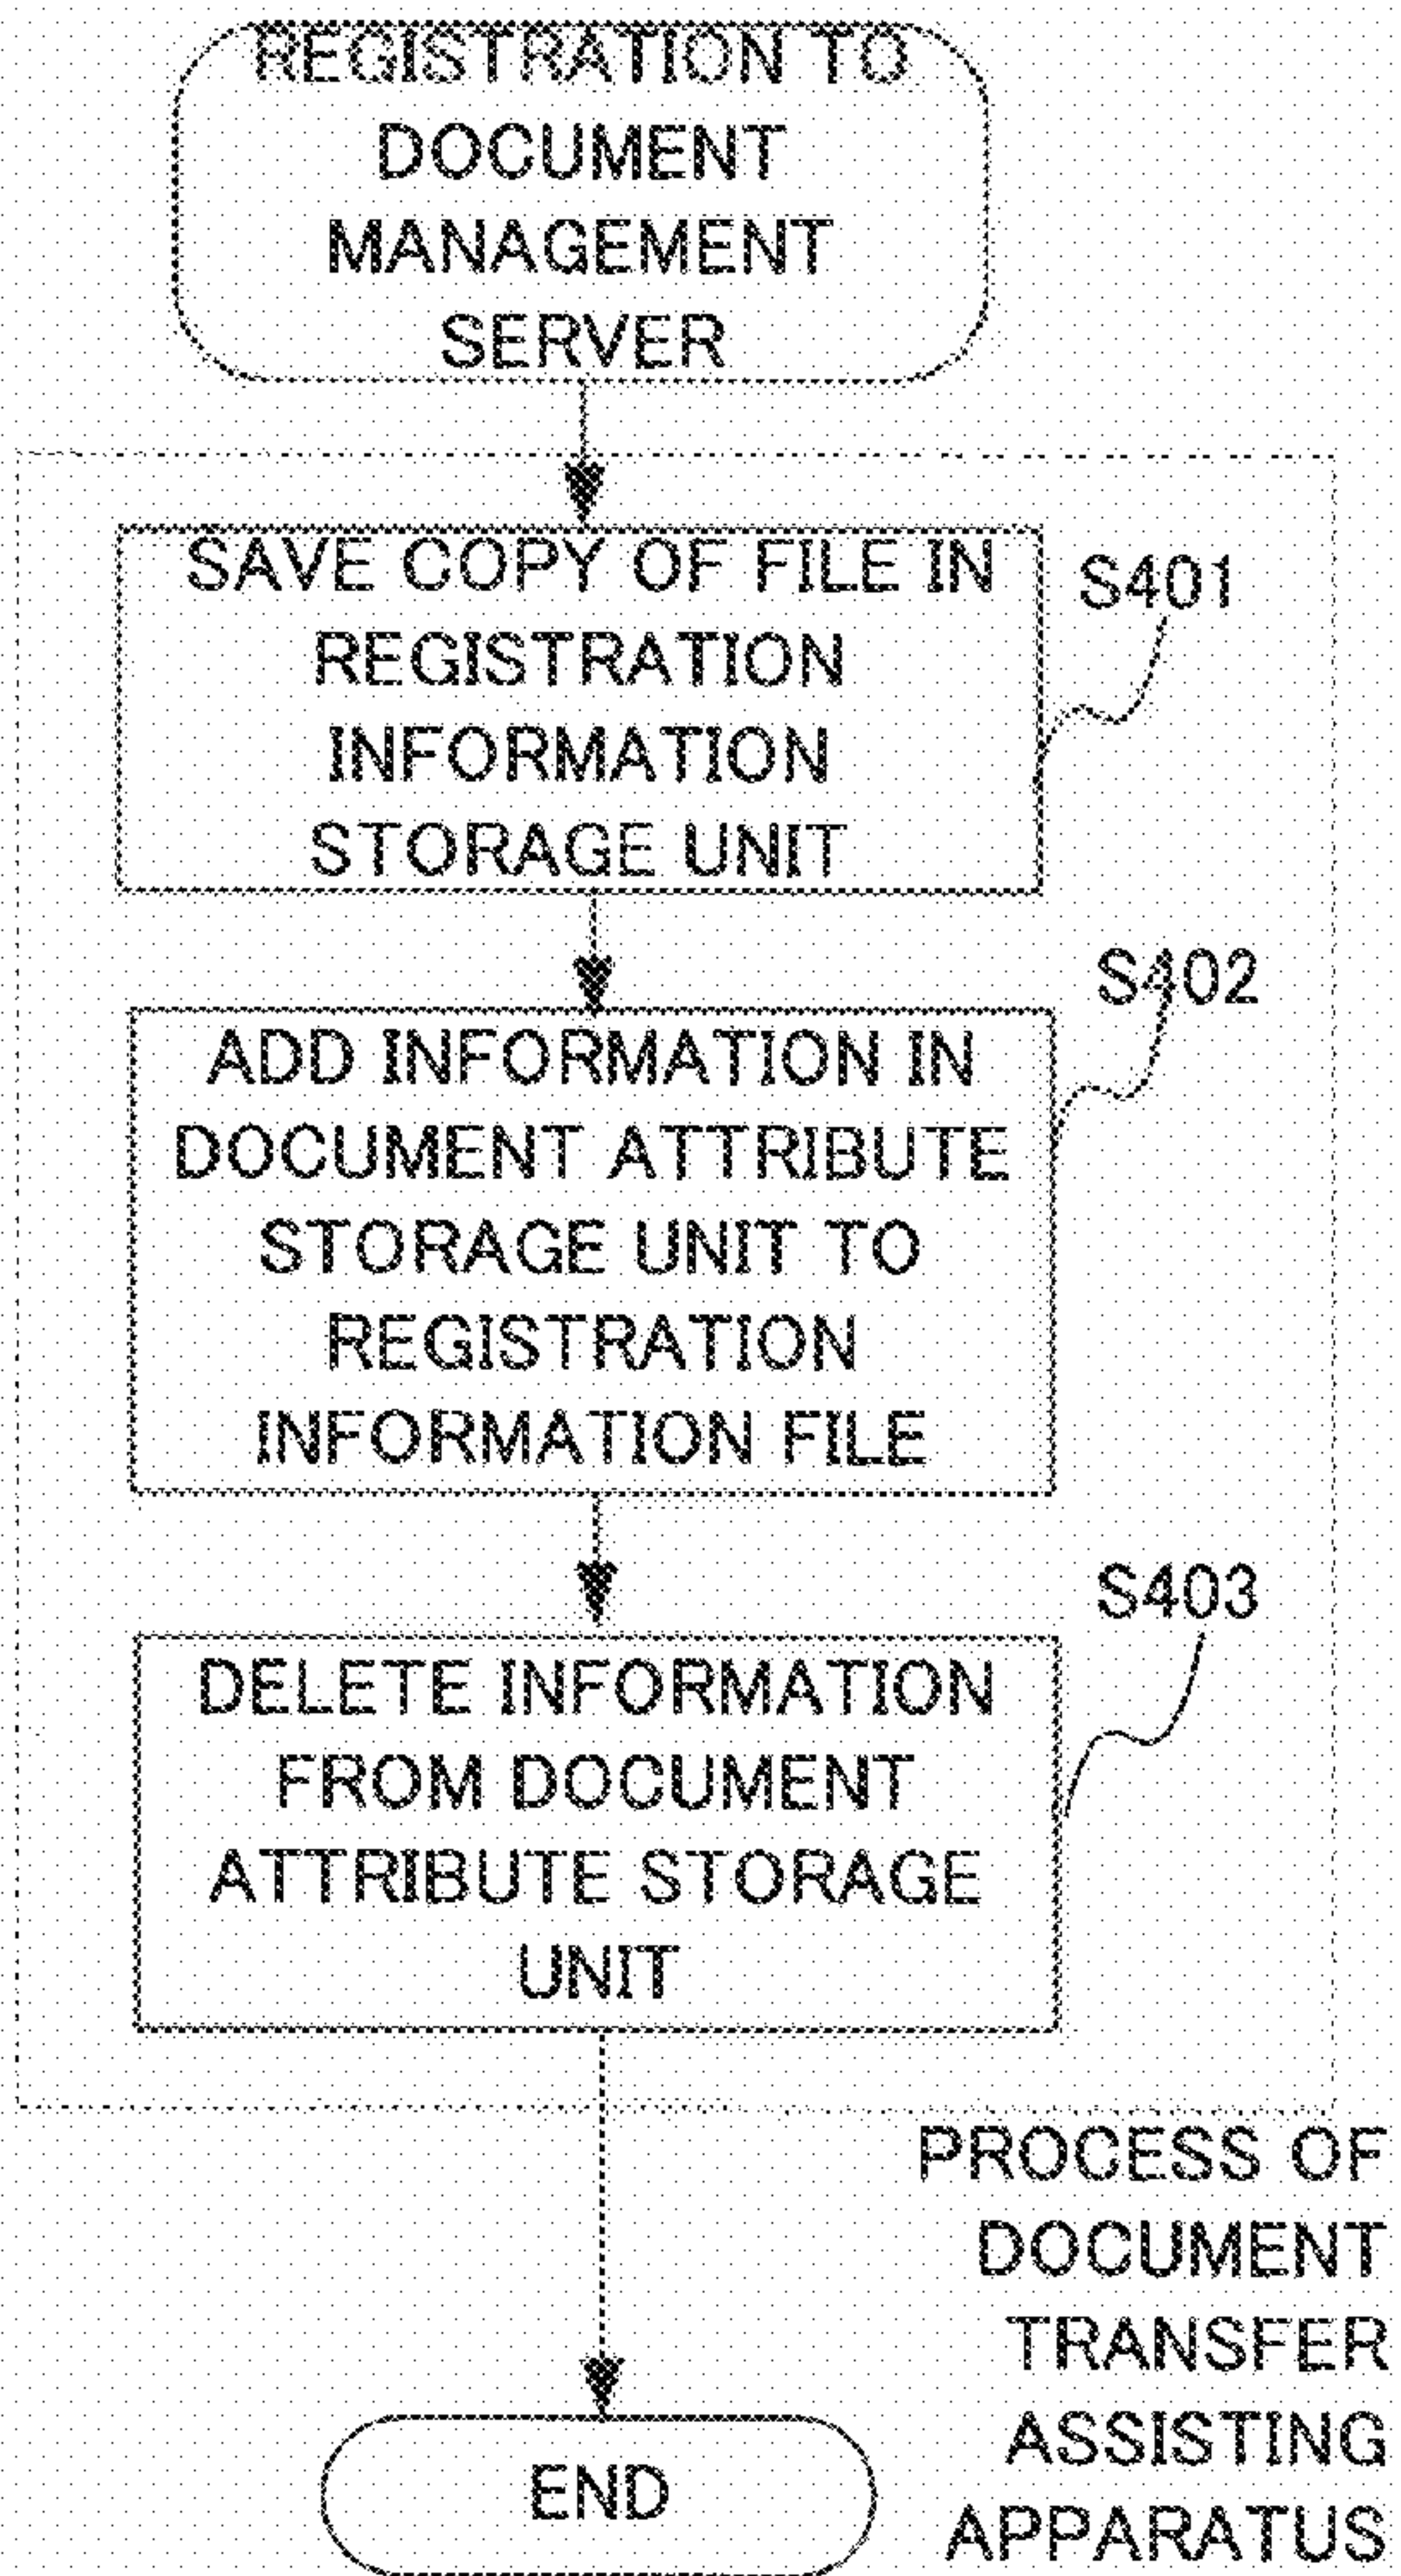 REGISTRATION TO
DOCUMENT
MANAGEMENT
SERVER
SAVE COPY OF FILE IN
REGISTRATION
INFORMATION
STORAGE UNIT
S401
S402
ADD INFORMATION IN
DOCUMENT ATTRIBUTE
STORAGE UNIT TO
REGISTRATION
INFORMATION FILE
S403
DELETE INFORMATION
FROM DOCUMENT
ATTRIBUTE STORAGE
UNIT
PROCESS OF
DOCUMENT
TRANSFER
ASSISTING
APPARATUS
END